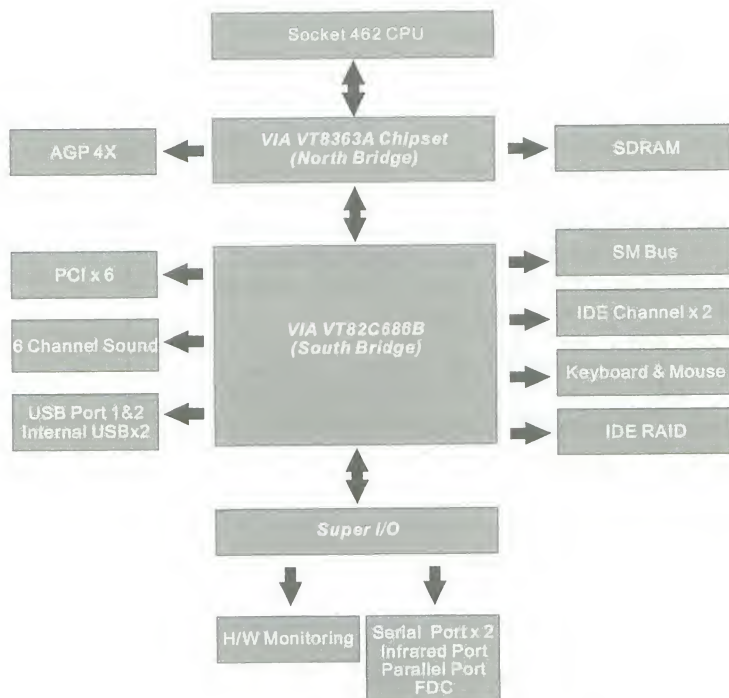 Socket 462 CPU
VIA VT8363A Chipset
(North Bridge)
AGP 4X
SDRAM
VIA VT82C686B
(South Bridge)
PCI x 6
6 Channel Sound
USB Port 1&2
Internal USBx2
SM Bus
IDE Channel x 2
Keyboard & Mouse
IDE RAID
Super I/O
H/W Monitoring
Serial Port x 2
Infrared Port
Parallel Port
FDC